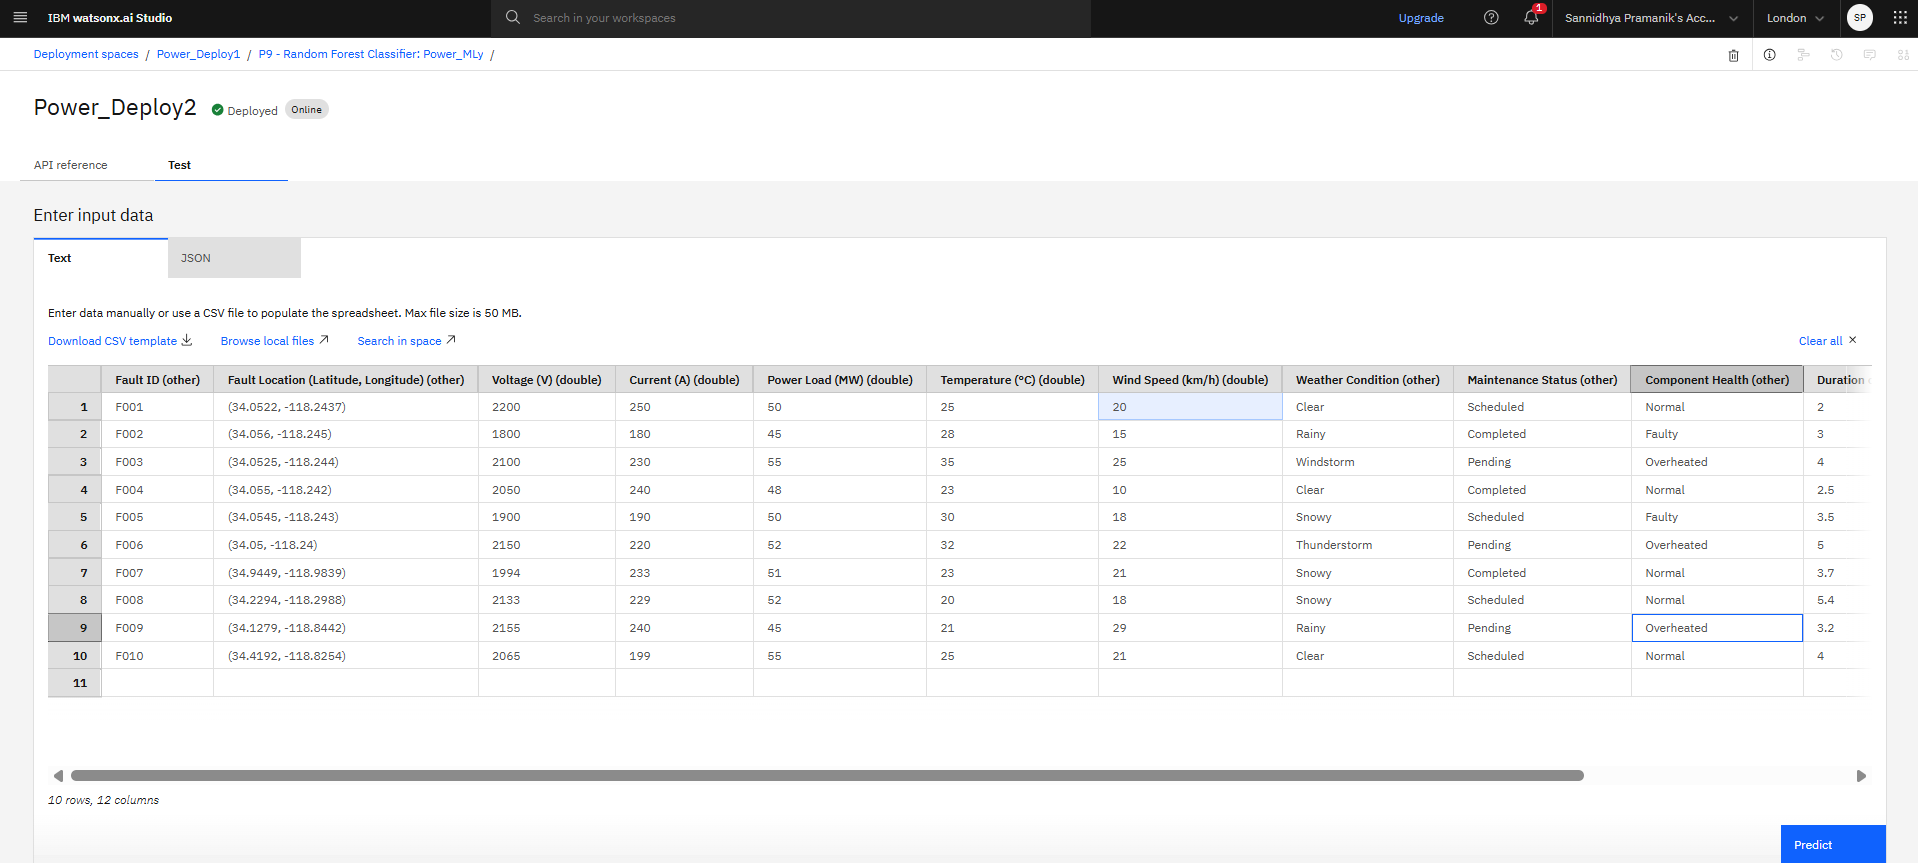 IBM watsonx.ai Studio Search in your workspaces Upgrade 1 Sannidhya Pramanik's Acc... London SP
Deployment spaces / Power_Deploy1 / P9 - Random Forest Classifier: Power_MLy /
Power_Deploy2 Deployed Online
API reference Test
Enter input data
Text JSON
Enter data manually or use a CSV file to populate the spreadsheet. Max file size is 50 MB.
Download CSV template Browse local files Search in space Clear all
Fault ID (other) Fault Location (Latitude, Longitude) (other) Voltage (V) (double) Current (A) (double) Power Load (MW) (double) Temperature (°C) (double) Wind Speed (km/h) (double) Weather Condition (other) Maintenance Status (other) Component Health (other) Duration
1 F001 (34.0522, -118.2437) 2200 250 50 25 20 Clear Scheduled Normal 2
2 F002 (34.056, -118.245) 1800 180 45 28 15 Rainy Completed Faulty 3
3 F003 (34.0525, -118.244) 2100 230 55 35 25 Windstorm Pending Overheated 4
4 F004 (34.055, -118.242) 2050 240 48 23 10 Clear Completed Normal 2.5
5 F005 (34.0545, -118.243) 1900 190 50 30 18 Snowy Scheduled Faulty 3.5
6 F006 (34.05, -118.24) 2150 220 52 32 22 Thunderstorm Pending Overheated 5
7 F007 (34.9449, -118.9839) 1994 233 51 23 21 Snowy Completed Normal 3.7
8 F008 (34.2294, -118.2988) 2133 229 52 20 18 Snowy Scheduled Normal 5.4
9 F009 (34.1279, -118.8442) 2155 240 45 21 29 Rainy Pending Overheated 3.2
10 F010 (34.4192, -118.8254) 2065 199 55 25 21 Clear Scheduled Normal 4
11
10 rows, 12 columns
Predict